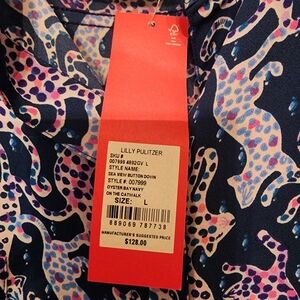 LILLY PULITZER
SKU #
007999 4892GV L
STYLE NAME:
SEA VIEW BUTTON DOWN
STYLE #: 007999
OYSTER BAY NAVY
ON THE CATWALK
SIZE: L
889069 787738
MANUFACTURER'S SUGGESTED PRICE
$128.00